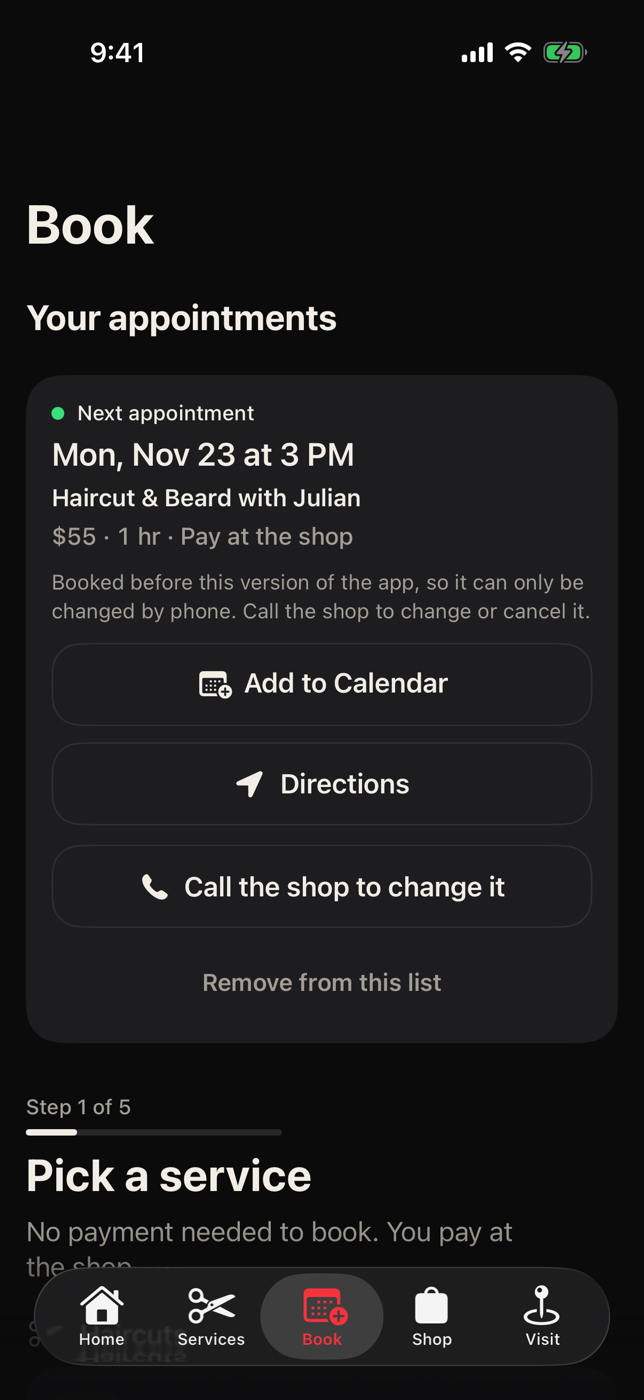 9:41
Book
Your appointments
Next appointment
Mon, Nov 23 at 3 PM
Haircut & Beard with Julian
$55 · 1 hr · Pay at the shop
Booked before this version of the app, so it can only be
changed by phone. Call the shop to change or cancel it.
Add to Calendar
Directions
Call the shop to change it
Remove from this list
Step 1 of 5
Pick a service
No payment needed to book. You pay at
the shop
Haircuts
Home
Services
Book
Shop
Visit